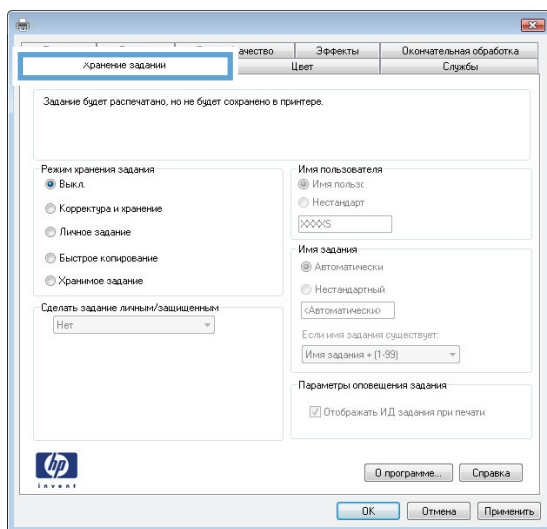 ачество
Эффекты
Окончательная обработка
Хранение заданий
Цвет
Службы
Задание будет распечатано, но не будет сохранено в принтере.
Режим хранения задания
Выкл.
Корректура и хранение
Личное задание
Быстрое копирование
Хранимое задание
Сделать задание личным/защищенным
Нет
Имя пользователя
Имя пользс
Нестандарт
XXXXS
Имя задания
Автоматически
Нестандартный
<Автоматически>
Если имя задания существует:
Имя задания + (1-99)
Параметры оповещения задания
Отображать ИД задания при печати
hp
invent
О программе...
Справка
OK
Отмена
Применить